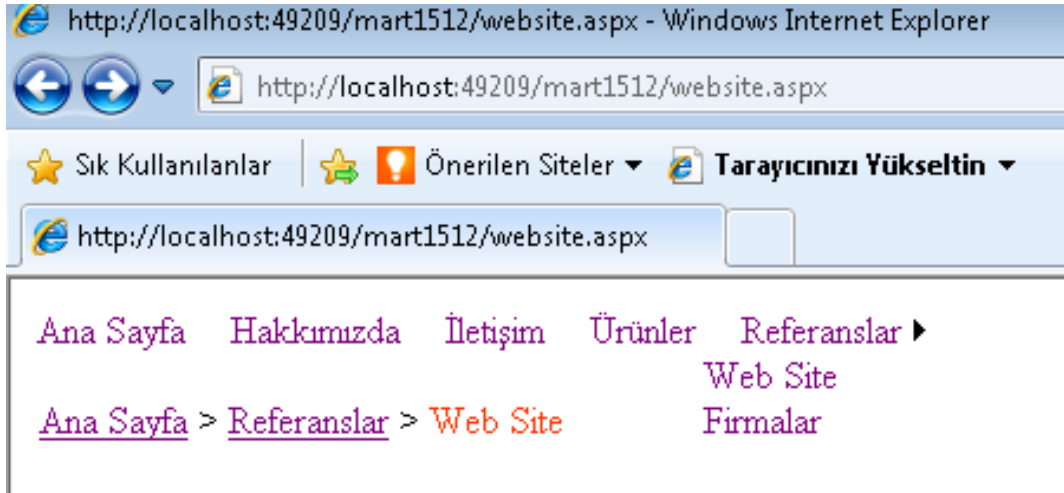 http://localhost:49209/mart1512/website.aspx - Windows Internet Explorer
http://localhost:49209/mart1512/website.aspx
Sık Kullanılanlar Önerilen Siteler Tarayıcınızı Yükseltin
http://localhost:49209/mart1512/website.aspx
Ana Sayfa Hakkımızda İletişim Ürünler Referanslar
Web Site
Ana Sayfa > Referanslar > Web Site Firmalar